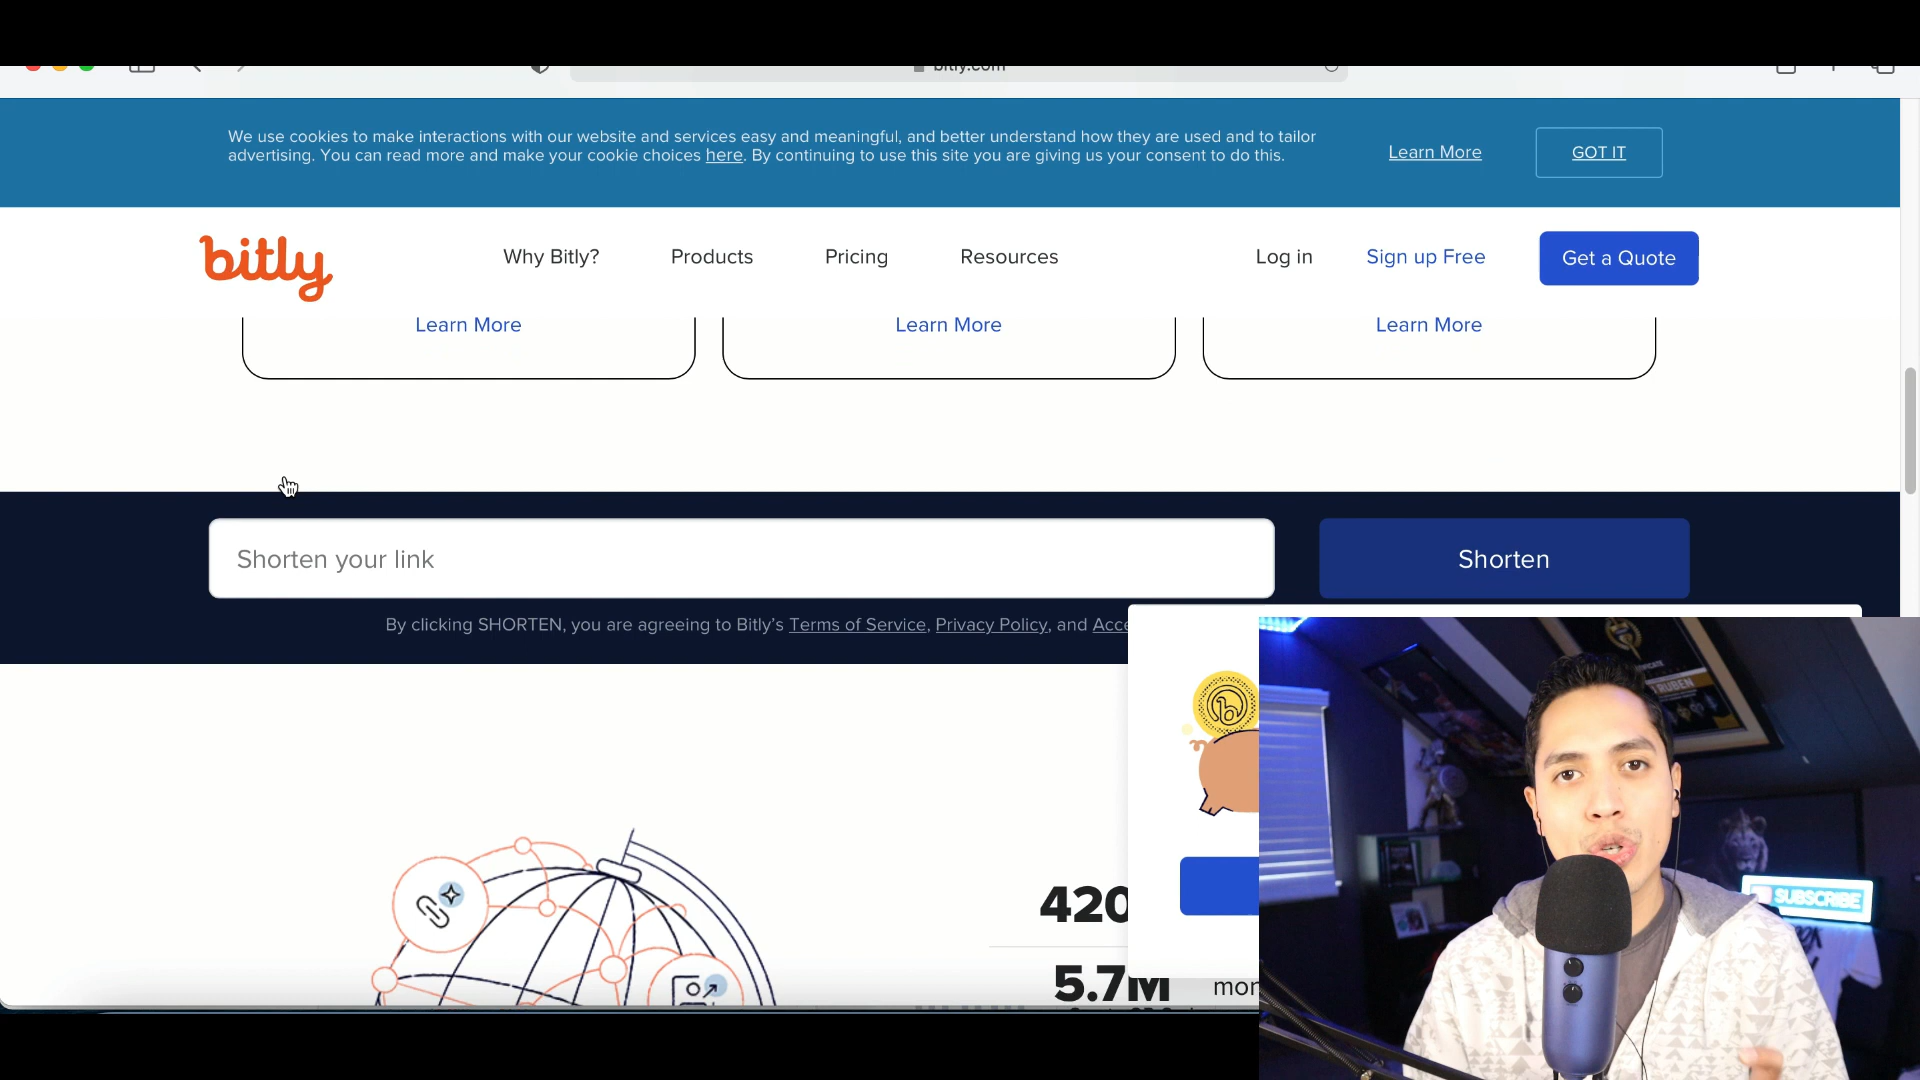 bitly.com
We use cookies to make interactions with our website and services easy and meaningful, and better understand how they are used and to tailor
advertising. You can read more and make your cookie choices here. By continuing to use this site you are giving us your consent to do this.
Learn More
GOT IT
bitly
Why Bitly?
Products
Pricing
Resources
Log in
Sign up Free
Get a Quote
Learn More
Learn More
Learn More
Shorten your link
Shorten
By clicking SHORTEN, you are agreeing to Bitly's Terms of Service, Privacy Policy, and Acce
b
420
5.7M mon
RUBEN
SUBSCRIBE